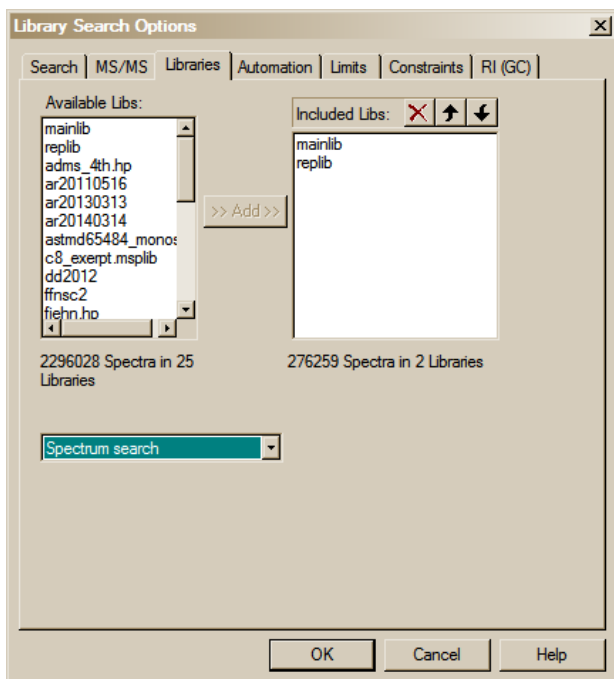 Library Search Options
Search MS/MS Libraries Automation Limits Constraints RI (GC)
Available Libs:
mainlib
replib
adms_4th.hp
ar20110516
ar20130313
ar20140314
astmd65484_monos
c8_exerpt.msplib
dd2012
ffnsc2
fiehn.hp
>> Add >>
Included Libs:
mainlib
replib
2296028 Spectra in 25
Libraries
276259 Spectra in 2 Libraries
Spectrum search
OK Cancel Help